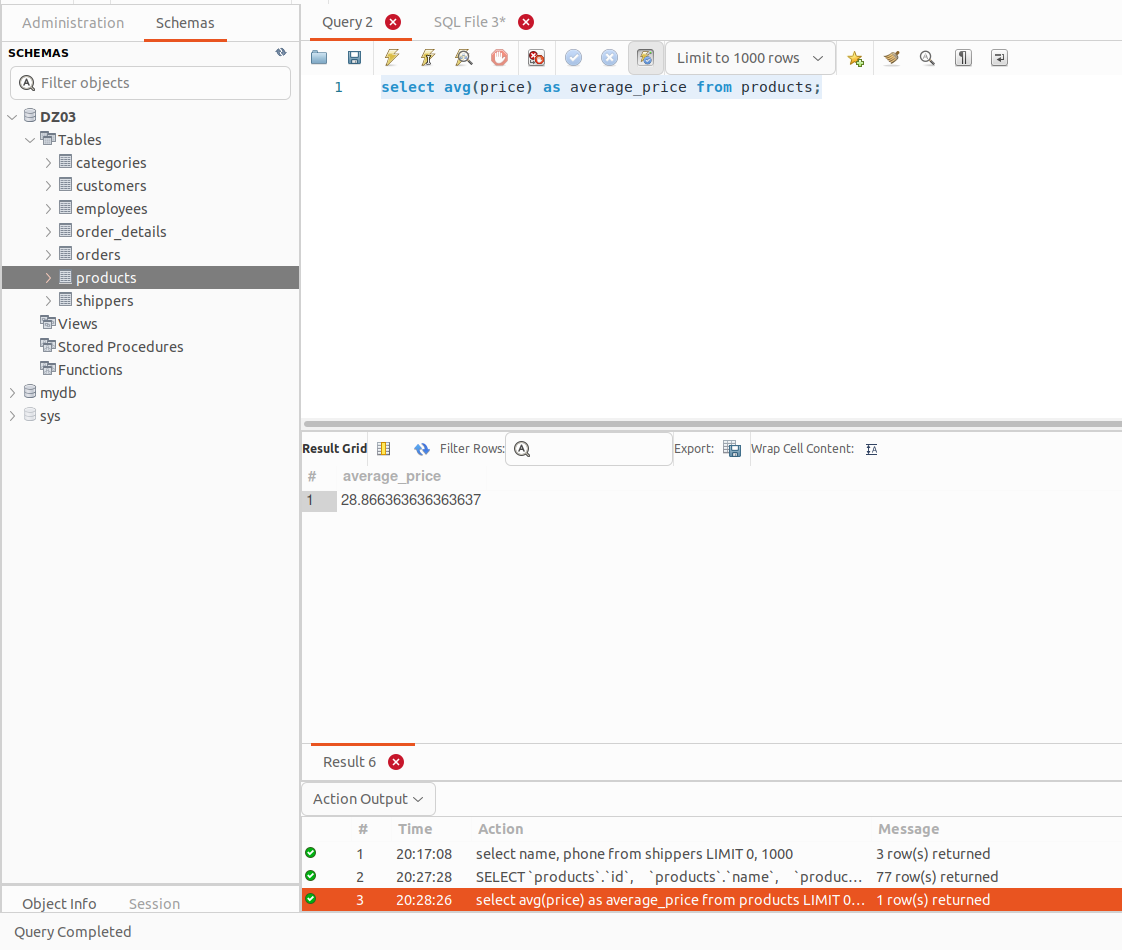 Administration Schemas
SCHEMAS
Filter objects
DZ03
Tables
categories
customers
employees
order_details
orders
products
shippers
Views
Stored Procedures
Functions
mydb
sys
Object Info Session
Query 2 SQL File 3*
Limit to 1000 rows
1 select avg(price) as average_price from products;
Result Grid Filter Rows: Export: Wrap Cell Content:
# average_price
1 28.866363636363637
Result 6
Action Output
# Time Action Message
1 20:17:08 select name, phone from shippers LIMIT 0, 1000 3 row(s) returned
2 20:27:28 SELECT `products`.`id`, `products`.`name`, `produc... 77 row(s) returned
3 20:28:26 select avg(price) as average_price from products LIMIT 0... 1 row(s) returned
Query Completed